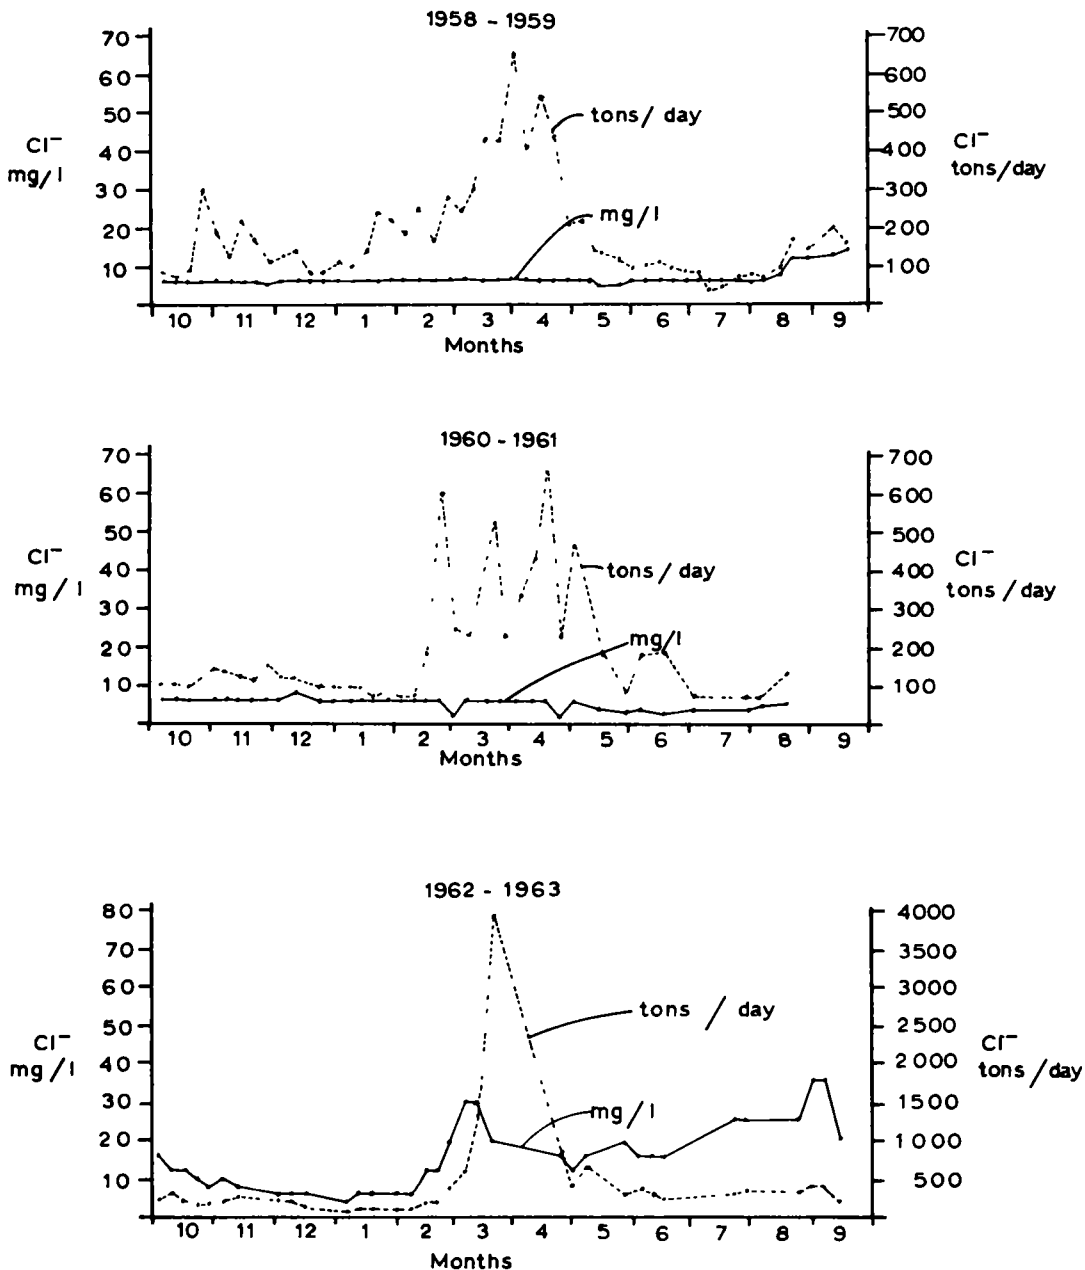 1958 - 1959
70
60
50
40
30
20
10
Cl⁻
mg/l
700
600
500
400
300
200
100
Cl⁻
tons/day
tons/ day
mg/l
10 11 12 1 2 3 4 5 6 7 8 9
Months
1960 - 1961
70
60
50
40
30
20
10
Cl⁻
mg / l
700
600
500
400
300
200
100
Cl⁻
tons / day
tons / day
mg/l
10 11 12 1 2 3 4 5 6 7 8 9
Months
1962 - 1963
80
70
60
50
40
30
20
10
Cl⁻
mg /l
4000
3500
3000
2500
2000
1500
1000
500
Cl⁻
tons /day
tons / day
mg/l
10 11 12 1 2 3 4 5 6 7 8 9
Months